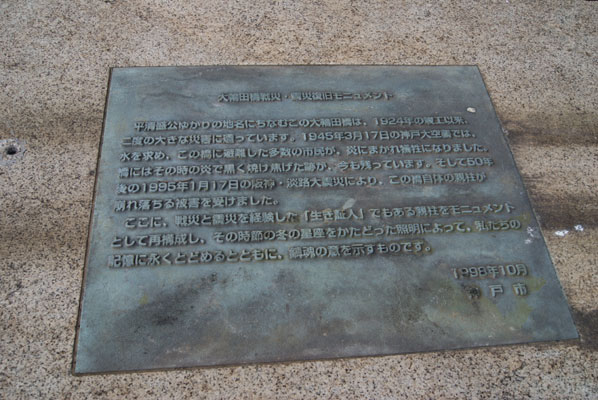 大輪田橋戦災・震災復旧モニュメント
平清盛公ゆかりの地名にちなむこの大輪田橋は、1924年の竣工以来、
二度の大きな災害に遭っています。1945年3月17日の神戸大空襲では、
水を求め、この橋に避難した多数の市民が、炎にまかれ犠牲になりました。
橋にはその時の炎で黒く焼け焦げた跡が、今も残っています。そして50年
後の1995年1月17日の阪神・淡路大震災により、この橋自体の親柱が
崩れ落ちる被害を受けました。
ここに、戦災と震災を経験した「生き証人」でもある親柱をモニュメント
として再構成し、その時節の冬の星座をかたどった照明によって、私たちの
記憶に永くとどめるとともに、鎮魂の意を示すものです。
1998年10月
戸市